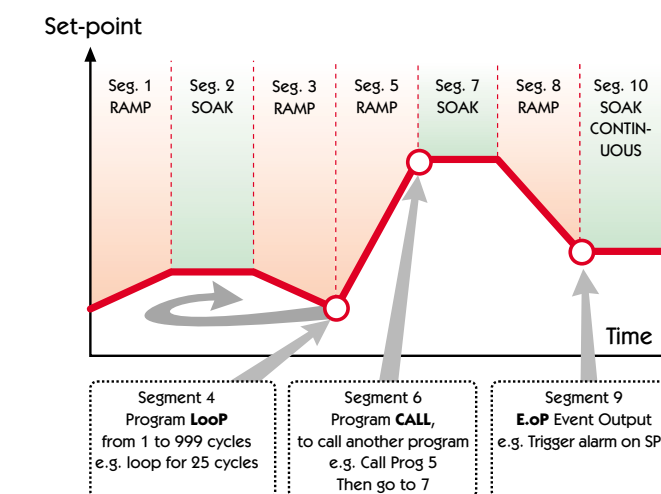 Set-point
Seg. 1
RAMP
Seg. 2
SOAK
Seg. 3
RAMP
Seg. 5
RAMP
Seg. 7
SOAK
Seg. 8
RAMP
Seg. 10
SOAK
CONTIN-
UOUS
Time
Segment 4
Program LooP
from 1 to 999 cycles
e.g. loop for 25 cycles
Segment 6
Program CALL,
to call another program
e.g. Call Prog 5
Then go to 7
Segment 9
E.oP Event Output
e.g. Trigger alarm on SP